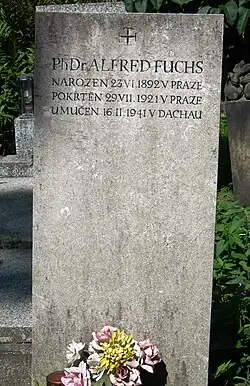 PhDr ALFRED FUCHS
NAROZEN 23.VI.1892 V PRAZE
POKŘTĚN 29.VII.1921 V PRAZE
UMUČEN 16.II.1941 V DACHAU